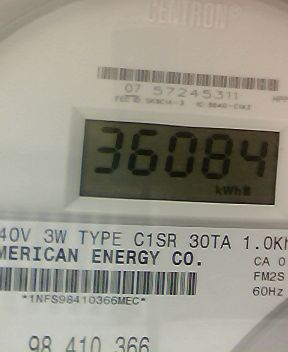 CENTRON®
07 57245311
36084
kWh
40V 3W TYPE C1SR 30TA 1.0Kh
MERICAN ENERGY CO.
CA 0
FM2S
60Hz
*1NFS98410366MEC*
98 410 366